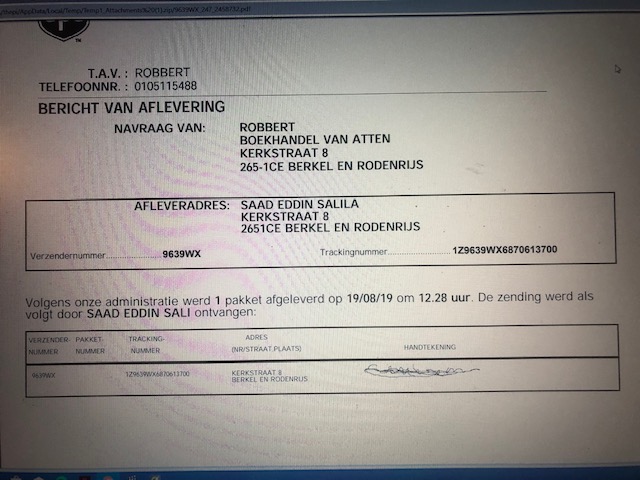 T.A.V. : ROBBERT
TELEFOONNR. : 0105115488
BERICHT VAN AFLEVERING
NAVRAAG VAN: ROBBERT
BOEKHANDEL VAN ATTEN
KERKSTRAAT 8
265-1CE BERKEL EN RODENRIJS
AFLEVERADRES: SAAD EDDIN SALILA
KERKSTRAAT 8
2651CE BERKEL EN RODENRIJS
Verzendernummer.......................9639WX Trackingnummer........................1Z9639WX6870613700
Volgens onze administratie werd 1 pakket afgeleverd op 19/08/19 om 12.28 uur. De zending werd als
volgt door SAAD EDDIN SALI ontvangen:
VERZENDER- PAKKET- TRACKING- ADRES
NUMMER NUMMER NUMMER (NR/STRAAT,PLAATS) HANDTEKENING
9639WX 1Z9639WX6870613700 KERKSTRAAT 8
BERKEL EN RODENRIJS